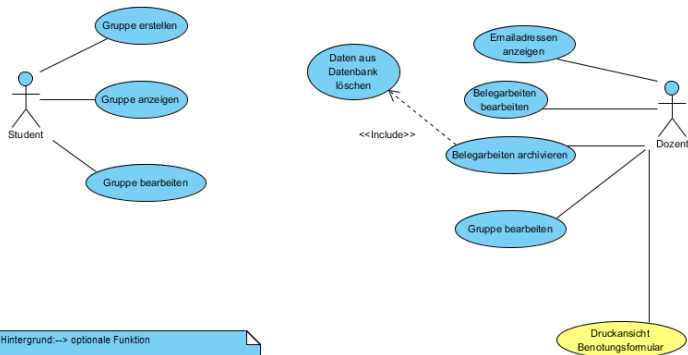 Gruppe erstellen
Gruppe anzeigen
Student
Gruppe bearbeiten
Emailadressen
anzeigen
Daten aus
Datenbank
löschen
Belegarbeiten
bearbeiten
<<Include>>
Dozent
Belegarbeiten archivieren
Gruppe bearbeiten
Druckansicht
Benotungsformular
Hintergrund:--> optionale Funktion